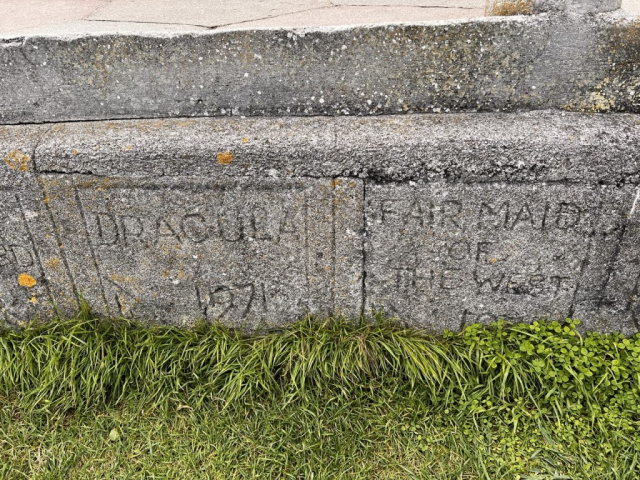 DRACULA
1971
FAIR MAID
OF
THE WEST